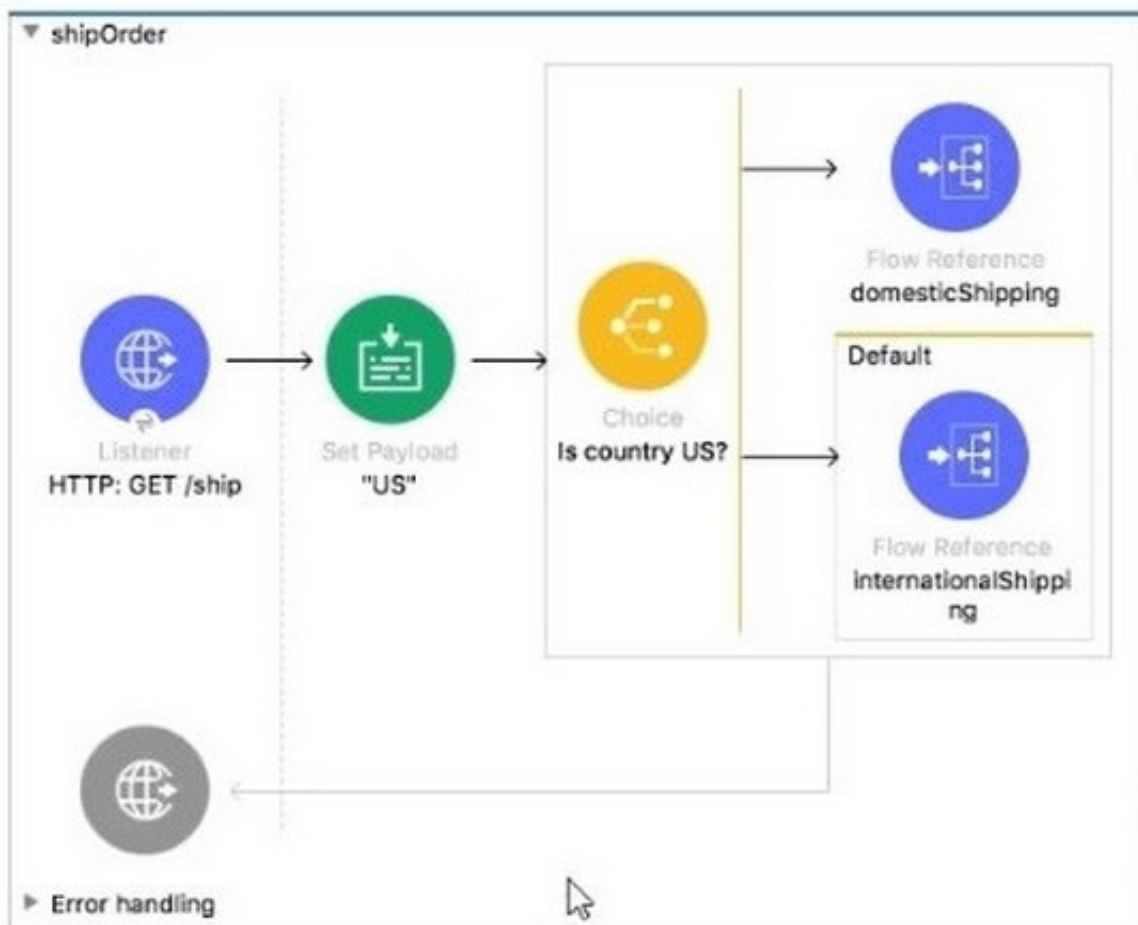 shipOrder
Listener
HTTP: GET /ship
Set Payload
"US"
Choice
Is country US?
Flow Reference
domesticShipping
Default
Flow Reference
internationalShippi
ng
Error handling